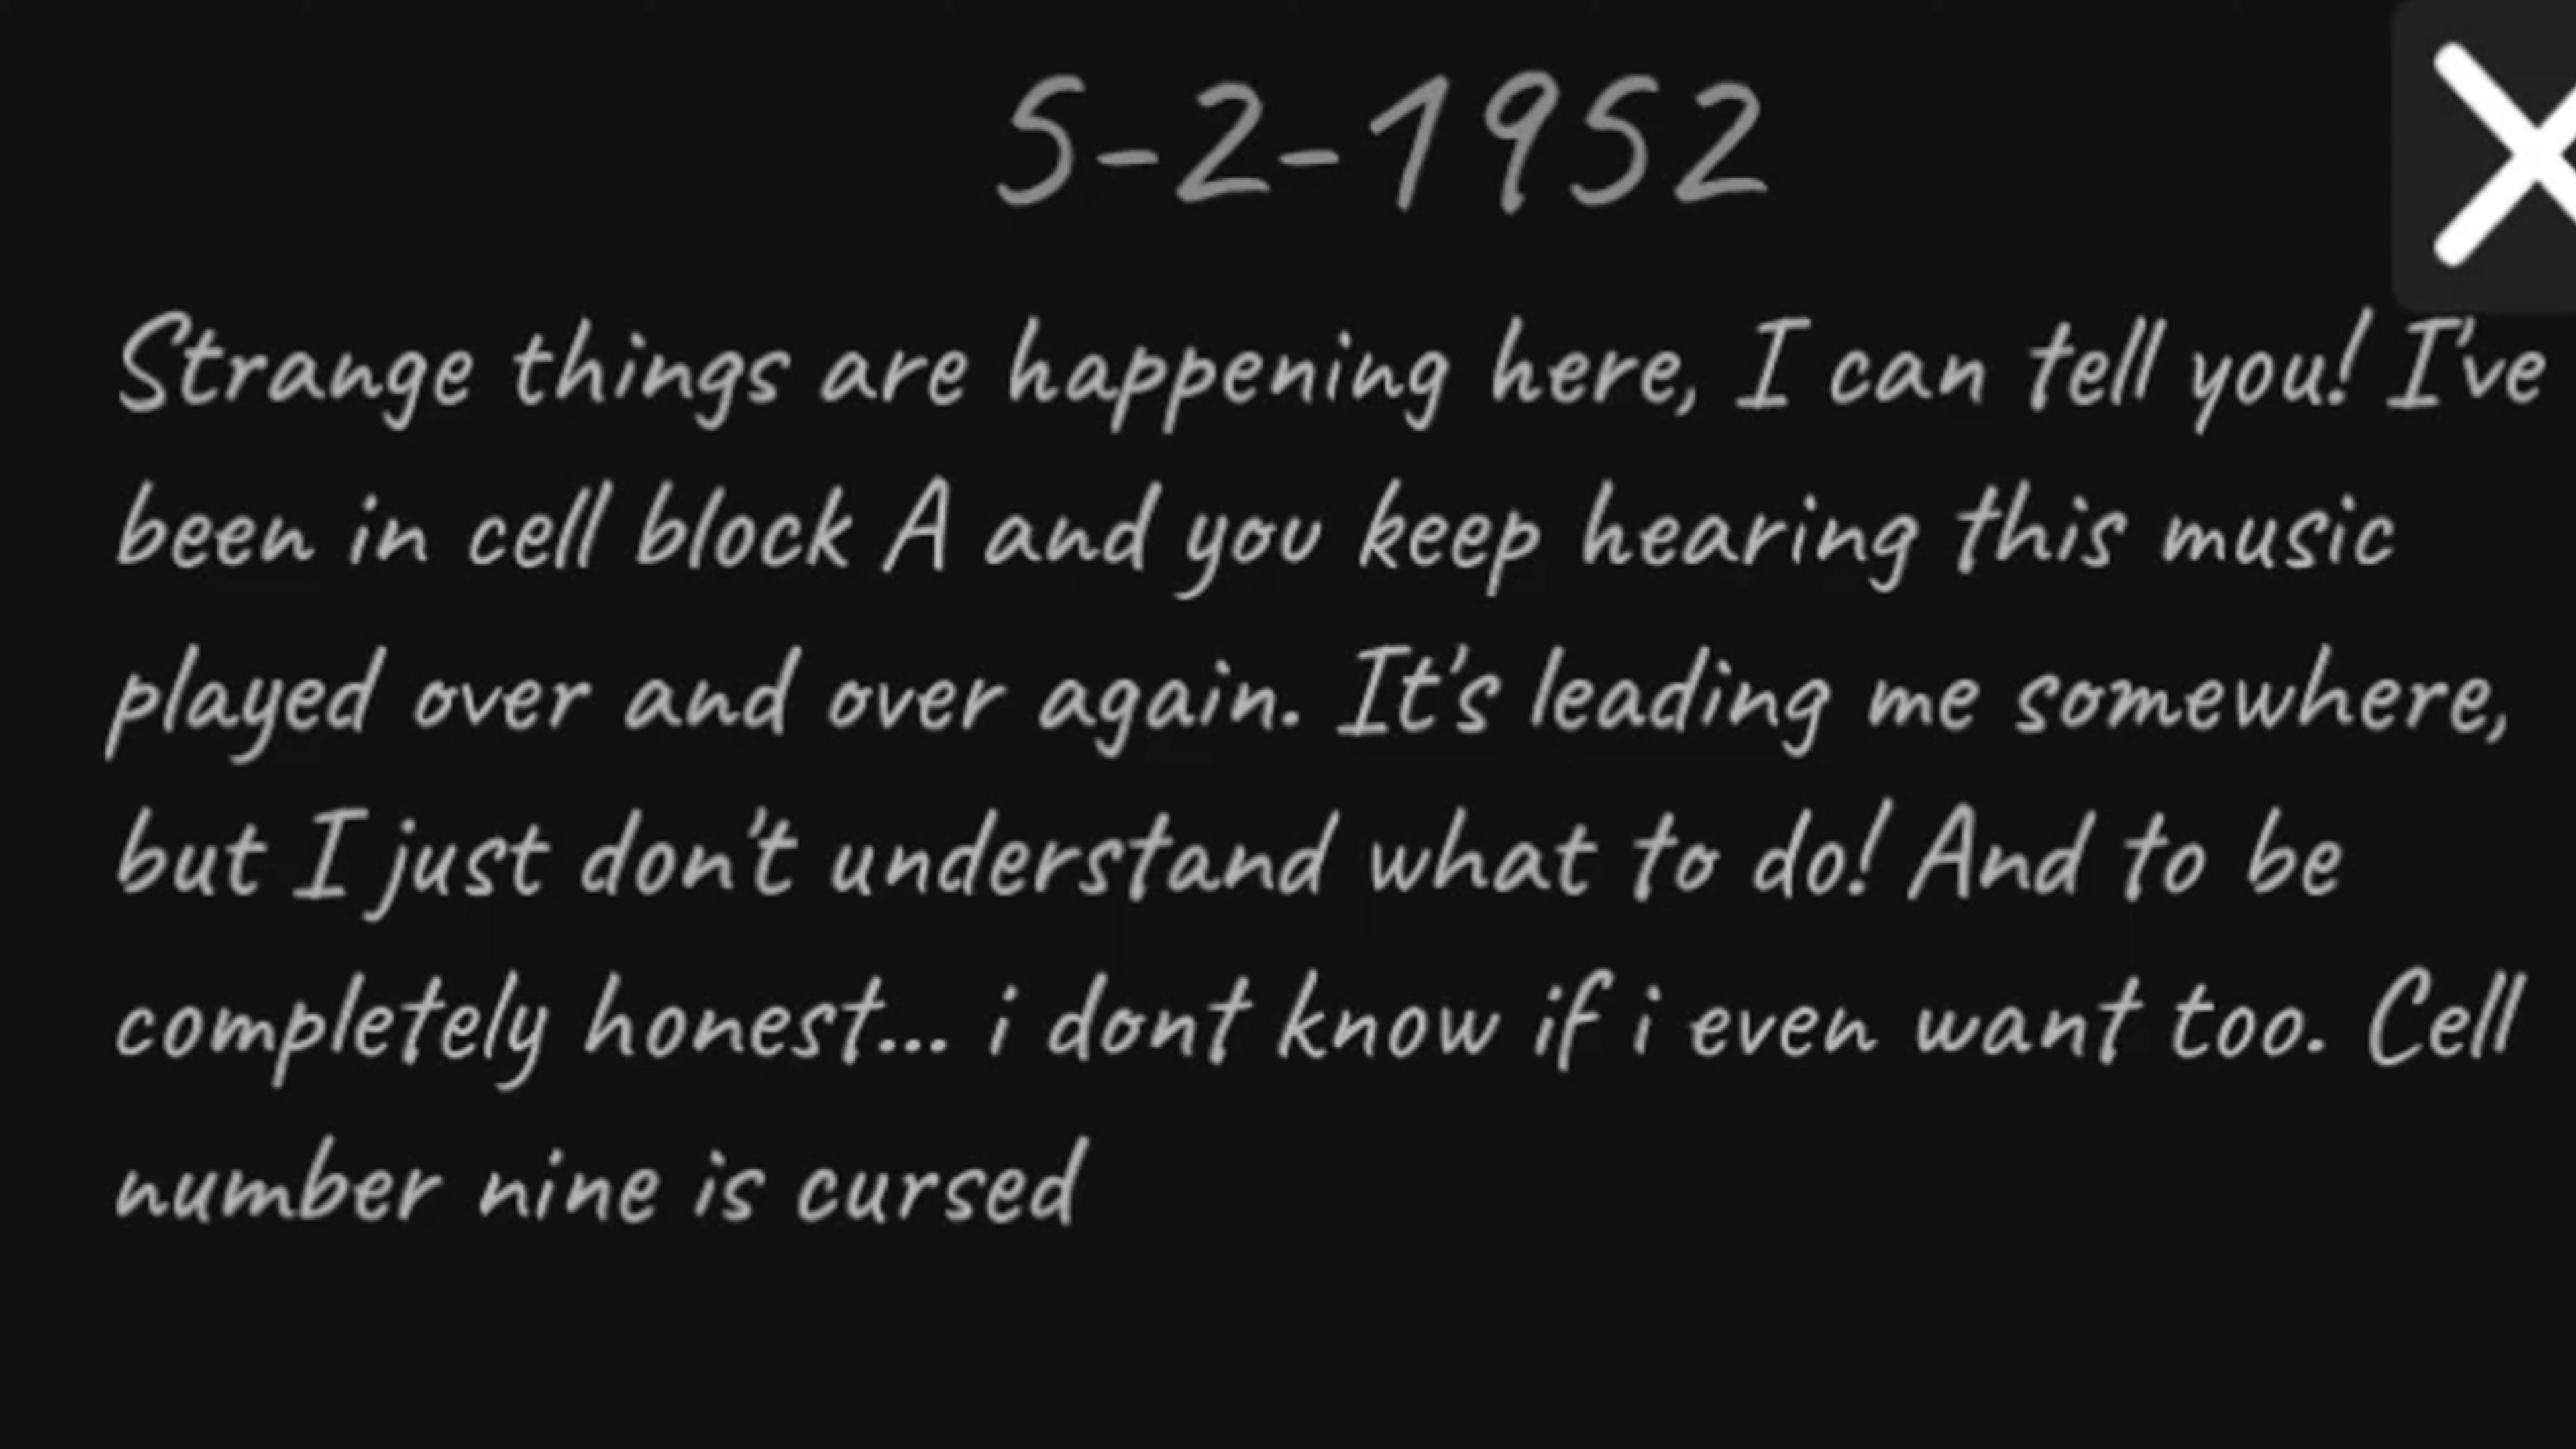 5-2-1952
Strange things are happening here, I can tell you! I've
been in cell block A and you keep hearing this music
played over and over again. It's leading me somewhere,
but I just don't understand what to do! And to be
completely honest... i dont know if i even want too. Cell
number nine is cursed